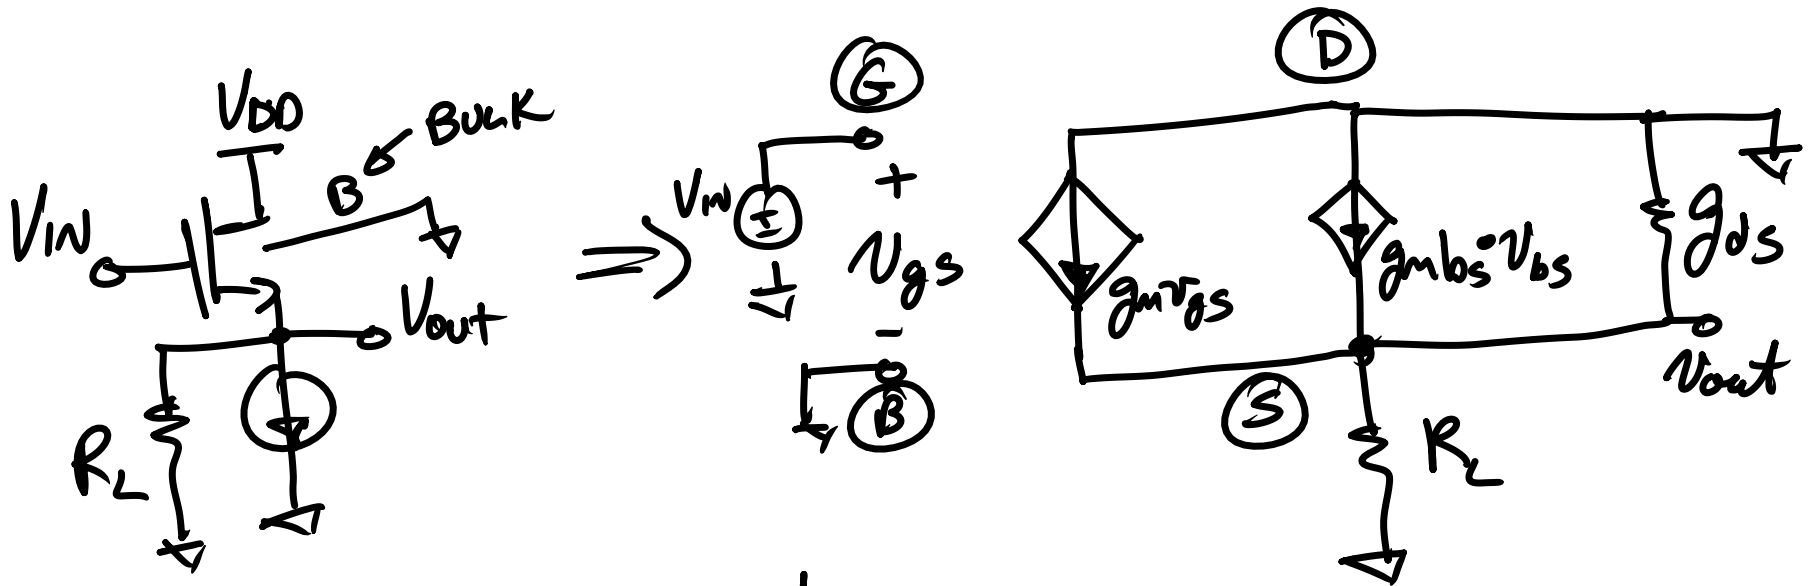 VDD
BULK
B
VIN
Vout
RL
⇒
G
VIN
+
Vgs
-
B
D
gmvgs
gmbs·vbs
gds
S
vout
RL